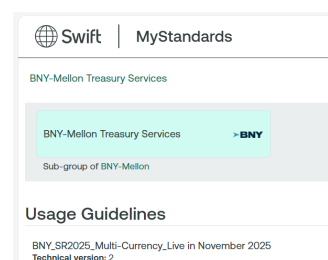 Swift | MyStandards
BNY-Mellon Treasury Services
BNY-Mellon Treasury Services BNY
Sub-group of BNY-Mellon
Usage Guidelines
BNY_SR2025_Multi-Currency_Live in November 2025
Technical version: 2